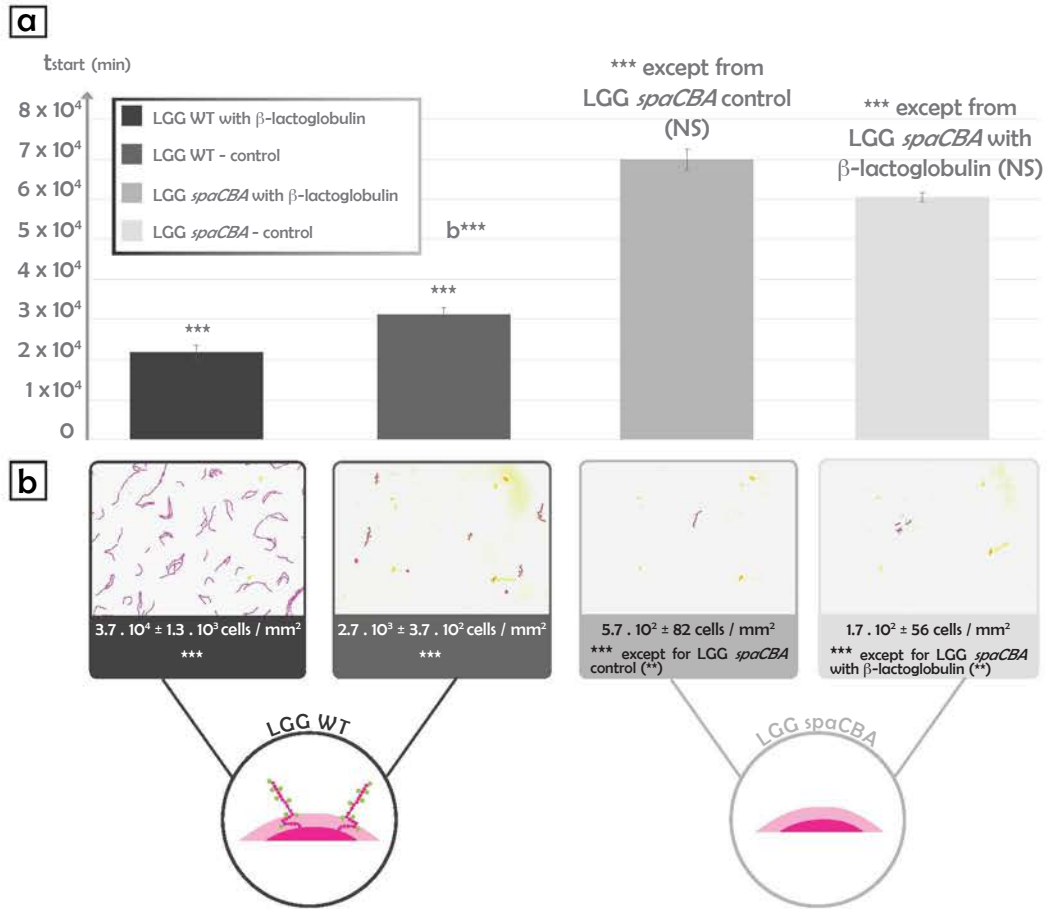 a
tstart (min)
8 x 10⁴
7 x 10⁴
6 x 10⁴
5 x 10⁴
4 x 10⁴
3 x 10⁴
2 x 10⁴
1 x 10⁴
0
LGG WT with β-lactoglobulin
LGG WT - control
LGG spaCBA with β-lactoglobulin
LGG spaCBA - control
***
b***
***
*** except from
LGG spaCBA control
(NS)
*** except from
LGG spaCBA with
β-lactoglobulin (NS)
b
3.7 . 10⁴ ± 1.3 . 10³ cells / mm²
***
2.7 . 10³ ± 3.7 . 10² cells / mm²
***
5.7 . 10² ± 82 cells / mm²
*** except for LGG spaCBA
control (**)
1.7 . 10² ± 56 cells / mm²
*** except for LGG spaCBA
with β-lactoglobulin (**)
LGG WT
LGG spaCBA